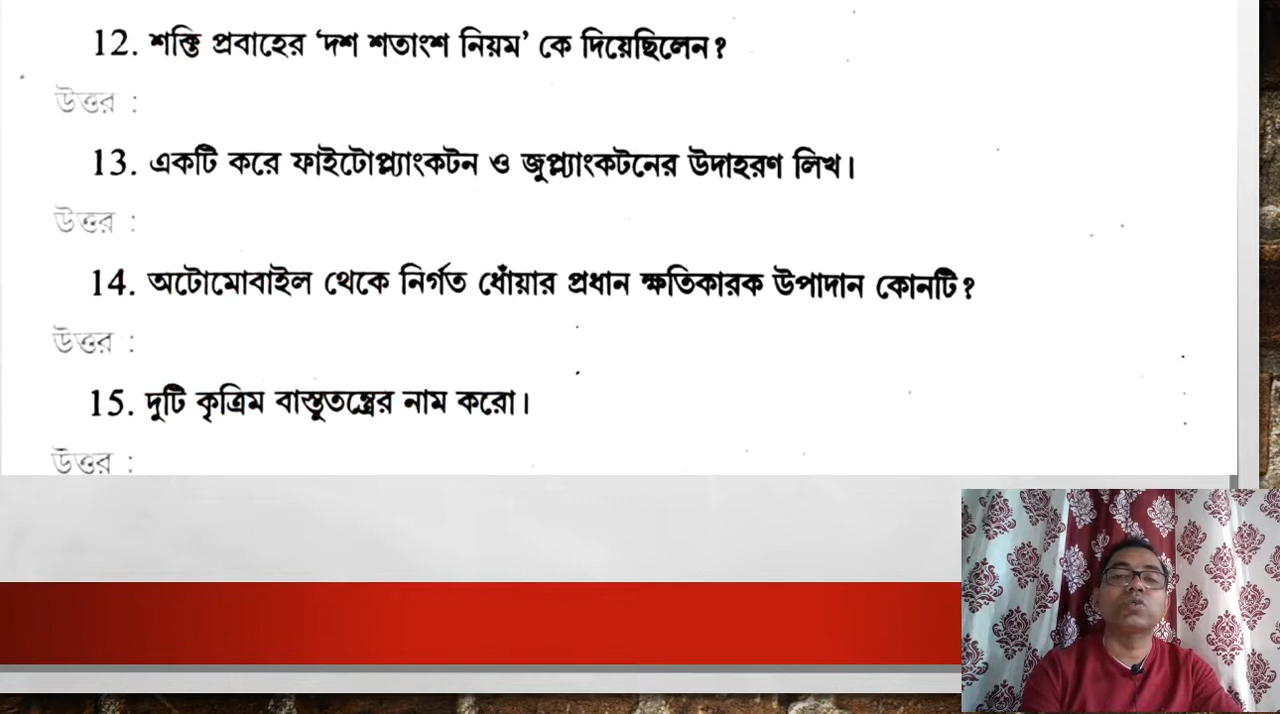 12. শক্তি প্রবাহের ‘দশ শতাংশ নিয়ম’ কে দিয়েছিলেন?
উত্তর :
13. একটি করে ফাইটোপ্ল্যাংকটন ও জুপ্ল্যাংকটনের উদাহরণ লিখ।
উত্তর :
14. অটোমোবাইল থেকে নির্গত ধোঁয়ার প্রধান ক্ষতিকারক উপাদান কোনটি?
উত্তর :
15. দুটি কৃত্রিম বাস্তুতন্ত্রের নাম করো।
উত্তর :